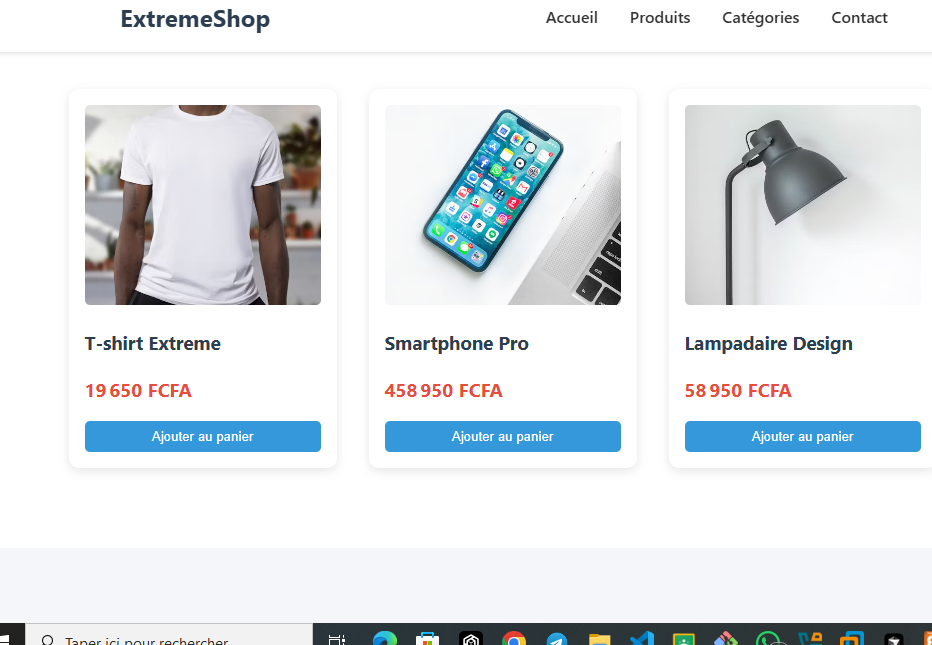 ExtremeShop
Accueil Produits Catégories Contact
T-shirt Extreme
19 650 FCFA
Ajouter au panier
Smartphone Pro
458 950 FCFA
Ajouter au panier
Lampadaire Design
58 950 FCFA
Ajouter au panier
Taper ici pour rechercher